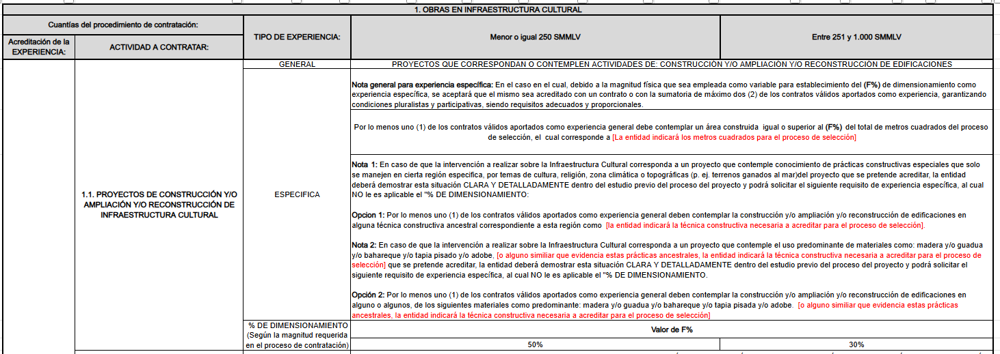 1. OBRAS EN INFRAESTRUCTURA CULTURAL
Cuantías del procedimiento de contratación:
TIPO DE EXPERIENCIA:
Menor o igual 250 SMMLV
Entre 251 y 1.000 SMMLV
Acreditación de la
EXPERIENCIA:
ACTIVIDAD A CONTRATAR:
1.1. PROYECTOS DE CONSTRUCCIÓN Y/O
AMPLIACIÓN Y/O RECONSTRUCCIÓN DE
INFRAESTRUCTURA CULTURAL
GENERAL
PROYECTOS QUE CORRESPONDAN O CONTEMPLEN ACTIVIDADES DE: CONSTRUCCIÓN Y/O AMPLIACIÓN Y/O RECONSTRUCCIÓN DE EDIFICACIONES
ESPECIFICA
Nota general para experiencia específica: En el caso en el cual, debido a la magnitud física que sea empleada como variable para establecimiento del (F%) de dimensionamiento como
experiencia específica, se aceptará que el mismo sea acreditado con un contrato o con la sumatoria de máximo dos (2) de los contratos válidos aportados como experiencia, garantizando
condiciones pluralistas y participativas, siendo requisitos adecuados y proporcionales.
Por lo menos uno (1) de los contratos válidos aportados como experiencia general debe contemplar un área construida igual o superior al (F%) del total de metros cuadrados del proceso
de selección, el cual corresponde a [La entidad indicará los metros cuadrados para el proceso de selección]
Nota 1: En caso de que la intervención a realizar sobre la Infraestructura Cultural corresponda a un proyecto que contemple conocimiento de prácticas constructivas especiales que solo
se manejen en cierta región especifica, por temas de cultura, religión, zona climática o topográficas (p. ej. terrenos ganados al mar)del proyecto que se pretende acreditar, la entidad
deberá demostrar esta situación CLARA Y DETALLADAMENTE dentro del estudio previo del proceso del proyecto y podrá solicitar el siguiente requisito de experiencia específica, al cual
NO le es aplicable el "% DE DIMENSIONAMIENTO:
Opcion 1: Por lo menos uno (1) de los contratos válidos aportados como experiencia general deben contemplar la construcción y/o ampliación y/o reconstrucción de edificaciones en
alguna técnica constructiva ancestral correspondiente a esta región como [la entidad indicará la técnica constructiva necesaria a acreditar para el proceso de selección].
Nota 2: En caso de que la intervención a realizar sobre la Infraestructura Cultural corresponda a un proyecto que contemple el uso predominante de materiales como: madera y/o guadua
y/o bahareque y/o tapia pisado y/o adobe, [o alguno similiar que evidencia estas prácticas ancestrales, la entidad indicará la técnica constructiva necesaria a acreditar para el proceso de
selección] que se pretende acreditar, la entidad deberá demostrar esta situación CLARA Y DETALLADAMENTE dentro del estudio previo del proceso del proyecto y podrá solicitar el
siguiente requisito de experiencia específica, al cual NO le es aplicable el "% DE DIMENSIONAMIENTO.
Opción 2: Por lo menos uno (1) de los contratos válidos aportados como experiencia general deben contemplar la construcción y/o ampliación y/o reconstrucción de edificaciones en
alguno o algunos, de los siguientes materiales como predominante: madera y/o guadua y/o bahareque y/o tapia pisada y/o adobe. [o alguno similiar que evidencia estas prácticas
ancestrales, la entidad indicará la técnica constructiva necesaria a acreditar para el proceso de selección]
% DE DIMENSIONAMIENTO
(Según la magnitud requerida
en el proceso de contratación)
Valor de F%
50%
30%